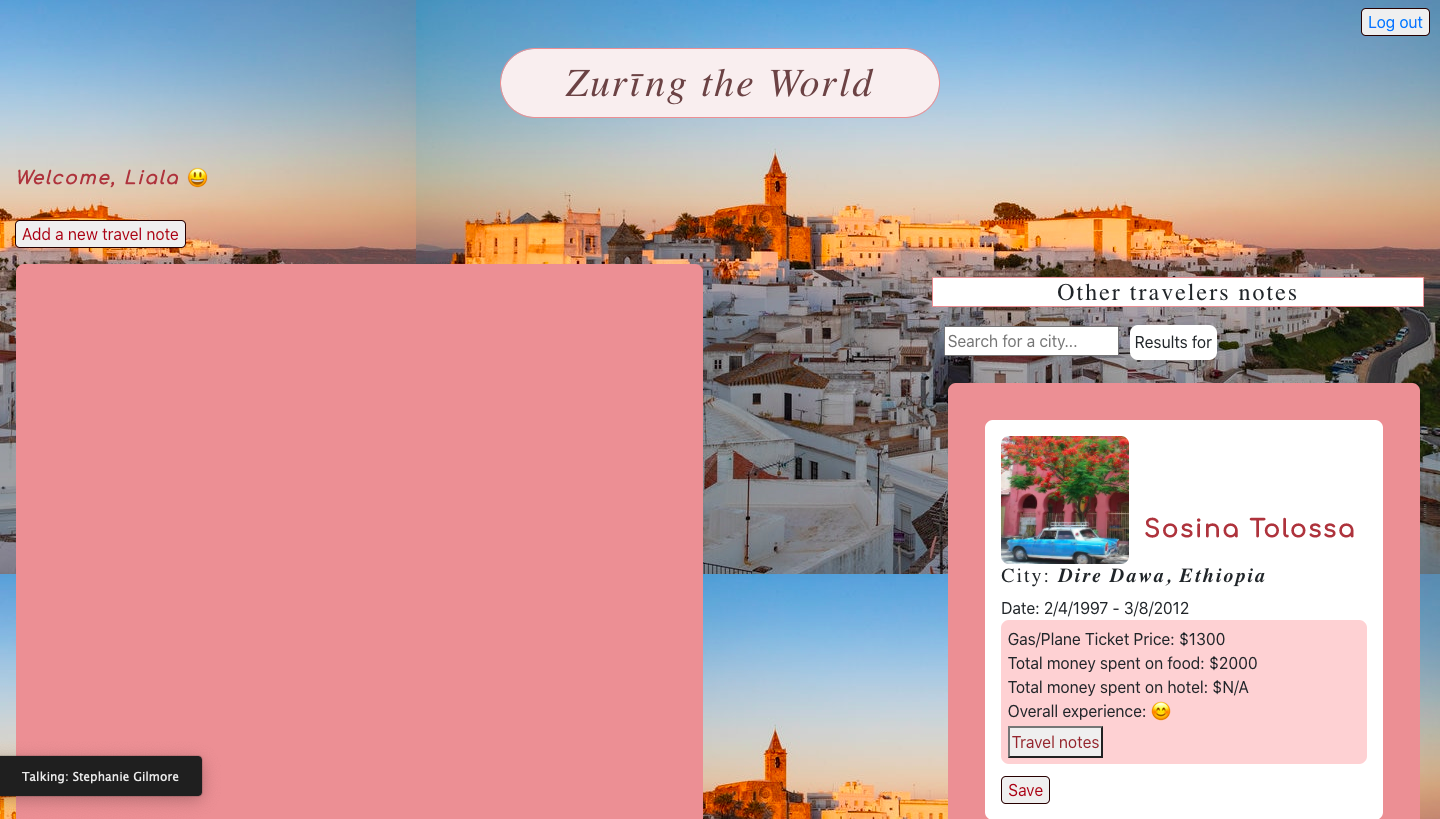 Log out
Zurīng the World
Welcome, Liala 😃
Add a new travel note
Other travelers notes
Search for a city...
Results for
Sosina Tolossa
City: Dire Dawa, Ethiopia
Date: 2/4/1997 - 3/8/2012
Gas/Plane Ticket Price: $1300
Total money spent on food: $2000
Total money spent on hotel: $N/A
Overall experience: 😊
Travel notes
Save
Talking: Stephanie Gilmore